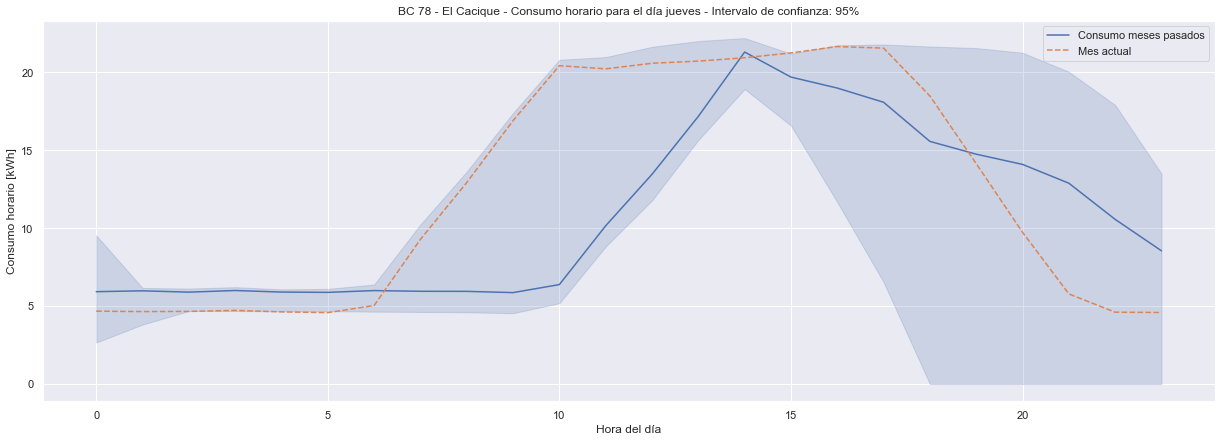 BC 78 - El Cacique - Consumo horario para el día jueves - Intervalo de confianza: 95%
Consumo meses pasados
Mes actual
Consumo horario [kWh]
20
15
10
5
0
0
5
10
15
20
Hora del día